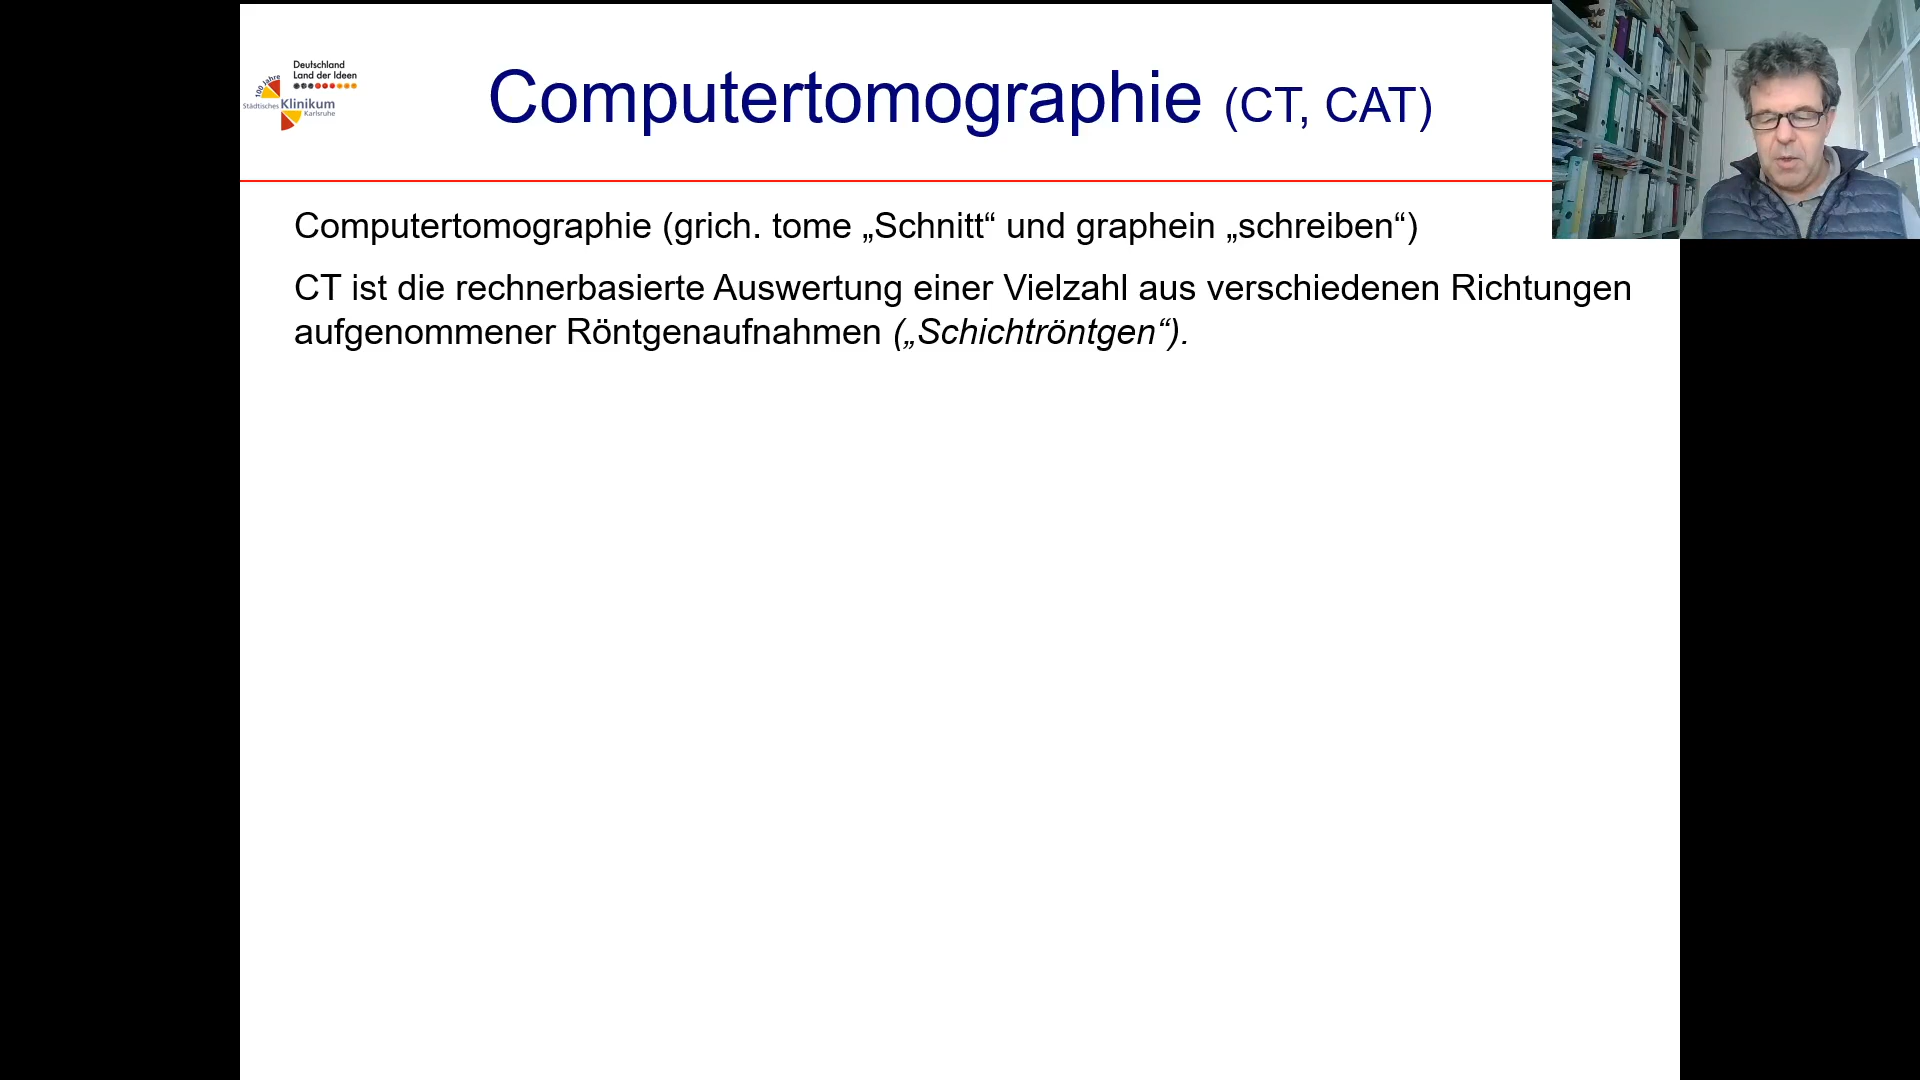 Deutschland
Land der Ideen
100 Jahre
Städtisches Klinikum
Karlsruhe
Computertomographie (CT, CAT)
Computertomographie (grich. tome „Schnitt“ und graphein „schreiben“)
CT ist die rechnerbasierte Auswertung einer Vielzahl aus verschiedenen Richtungen
aufgenommener Röntgenaufnahmen („Schichtröntgen“).